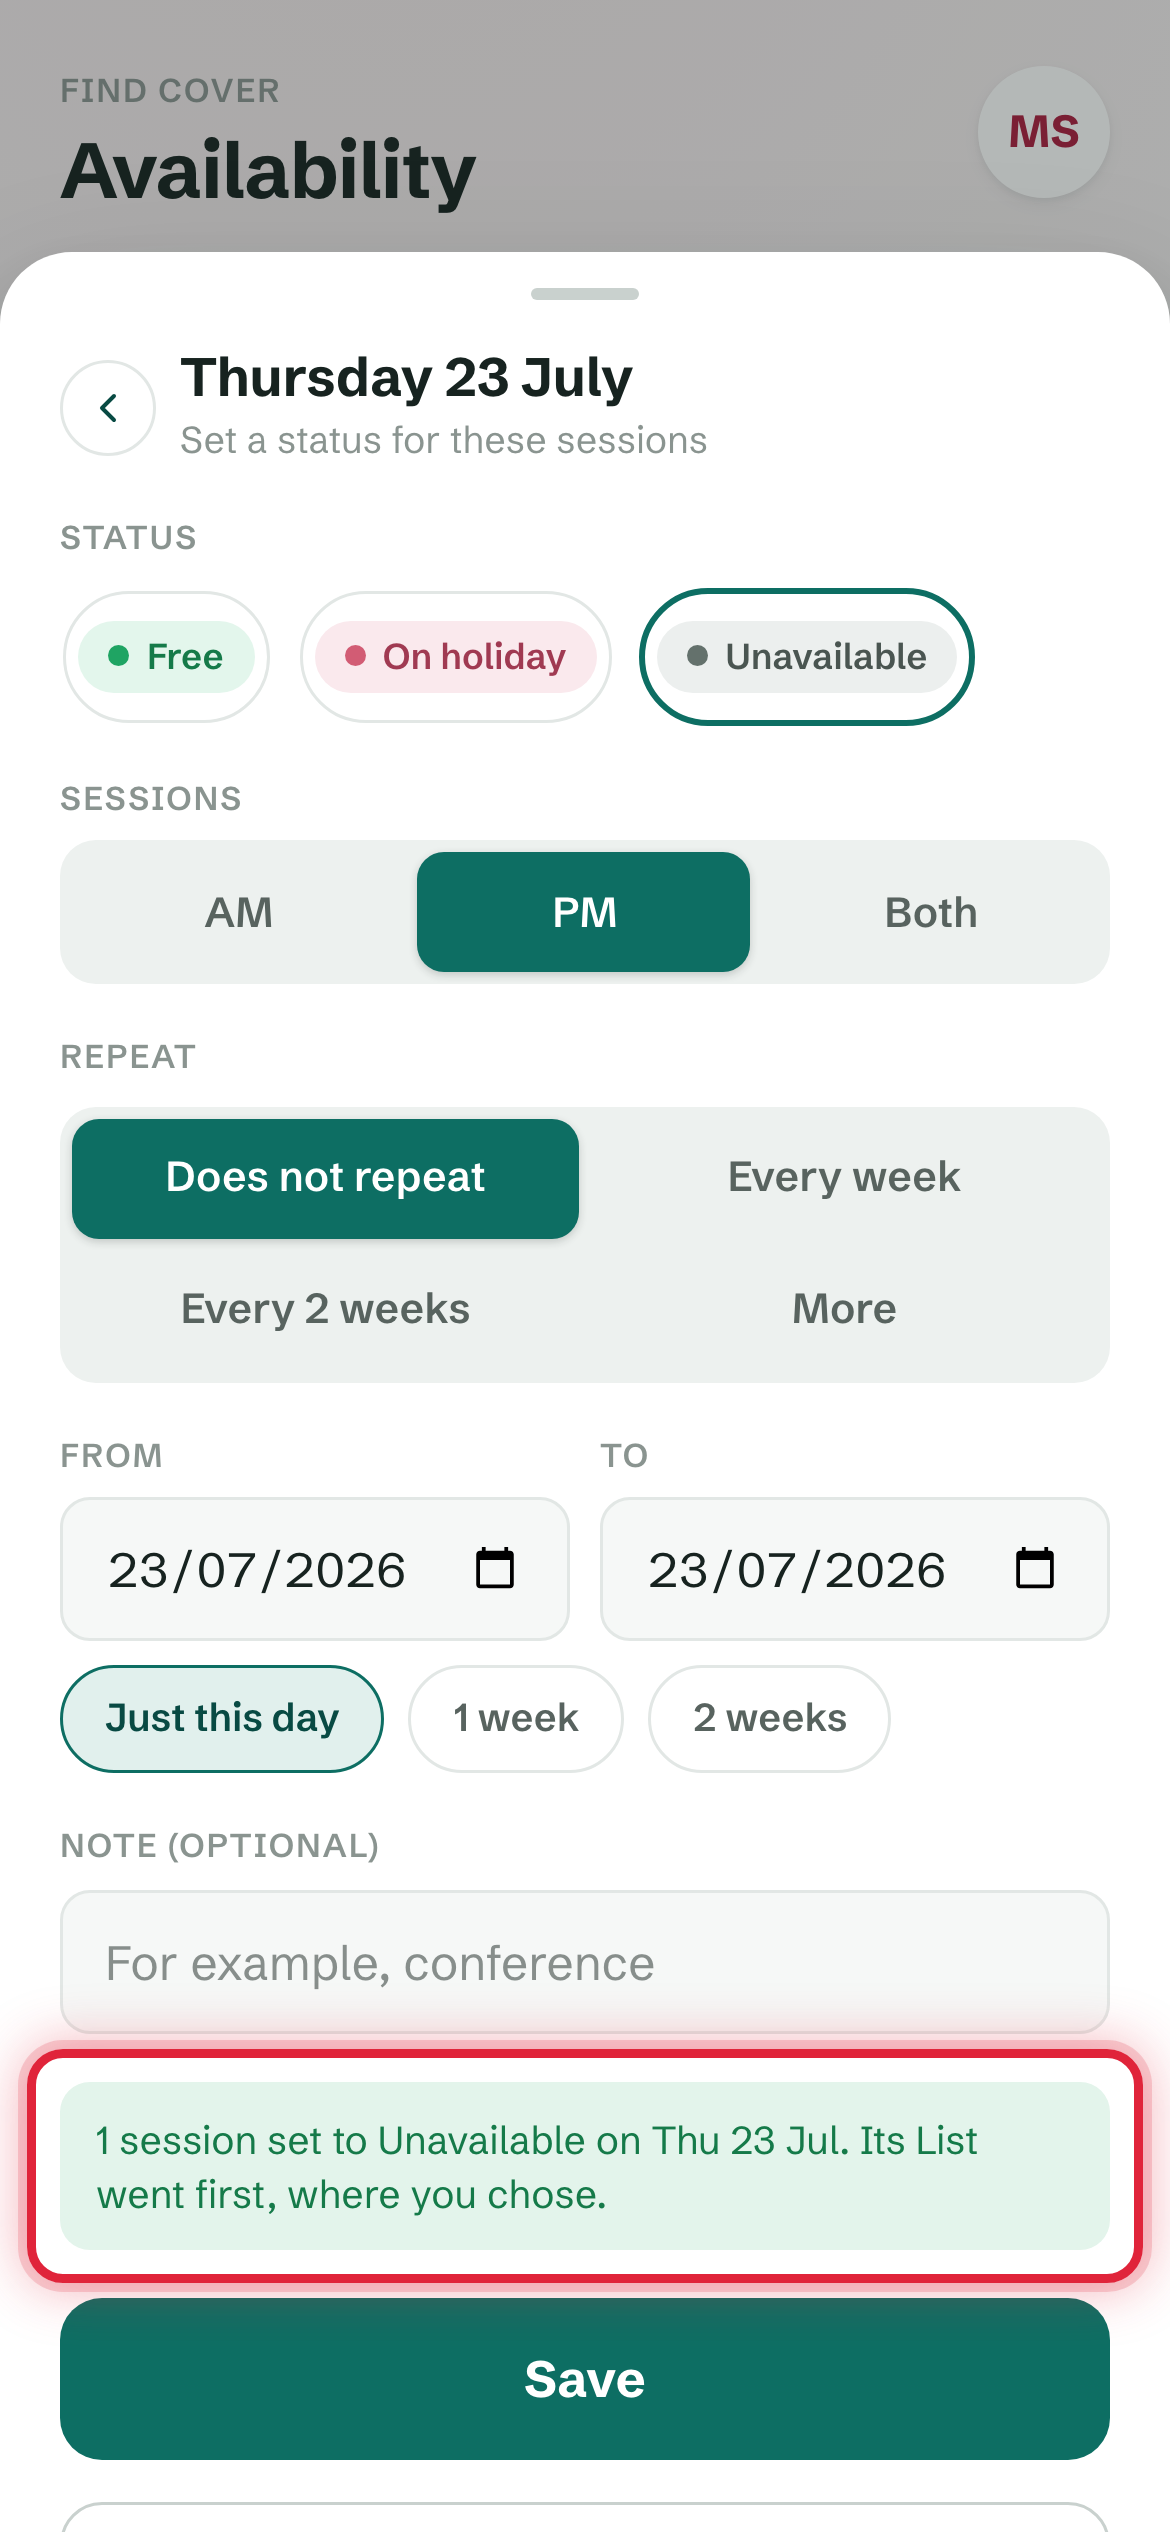 FIND COVER
Availability
MS
Thursday 23 July
Set a status for these sessions
STATUS
Free
On holiday
Unavailable
SESSIONS
AM
PM
Both
REPEAT
Does not repeat
Every week
Every 2 weeks
More
FROM
TO
23/07/2026
23/07/2026
Just this day
1 week
2 weeks
NOTE (OPTIONAL)
For example, conference
1 session set to Unavailable on Thu 23 Jul. Its List
went first, where you chose.
Save